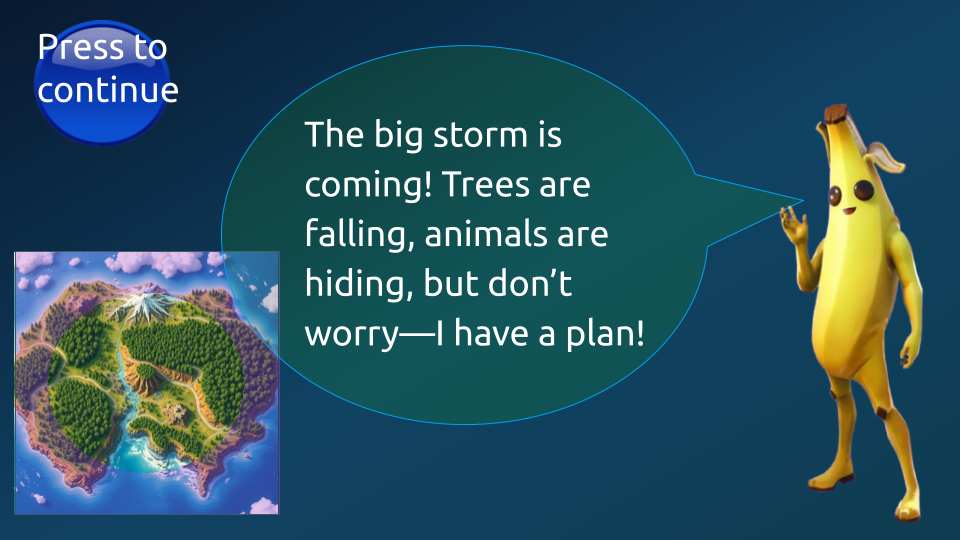 Press to
continue
The big storm is
coming! Trees are
falling, animals are
hiding, but don’t
worry—I have a plan!